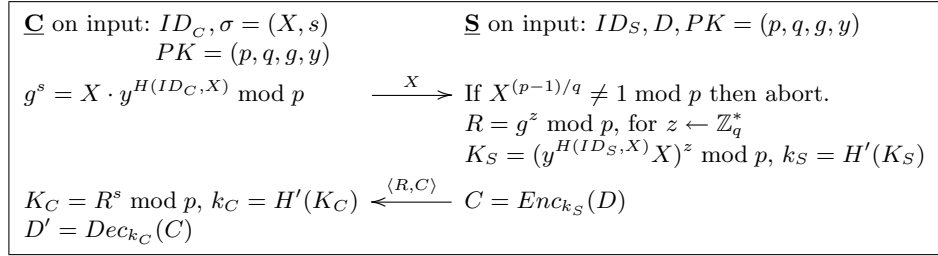 C on input: ID_C, σ = (X, s)    S on input: ID_S, D, PK = (p, q, g, y)
PK = (p, q, g, y)
g^s = X · y^{H(ID_C,X)} mod p    X ⟶    If X^{(p−1)/q} ≠ 1 mod p then abort.
R = g^z mod p, for z ← ℤ_q^*
K_S = (y^{H(ID_S,X)}X)^z mod p, k_S = H′(K_S)
K_C = R^s mod p, k_C = H′(K_C)    ⟨R,C⟩ ⟵    C = Enc_{k_S}(D)
D′ = Dec_{k_C}(C)